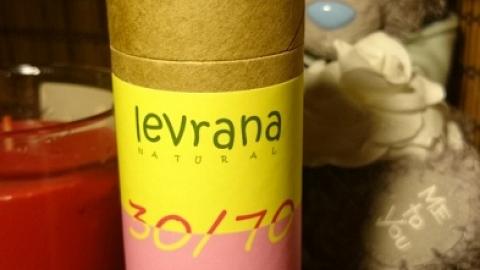 levrana
NATURAL
30/70
ME
to
you